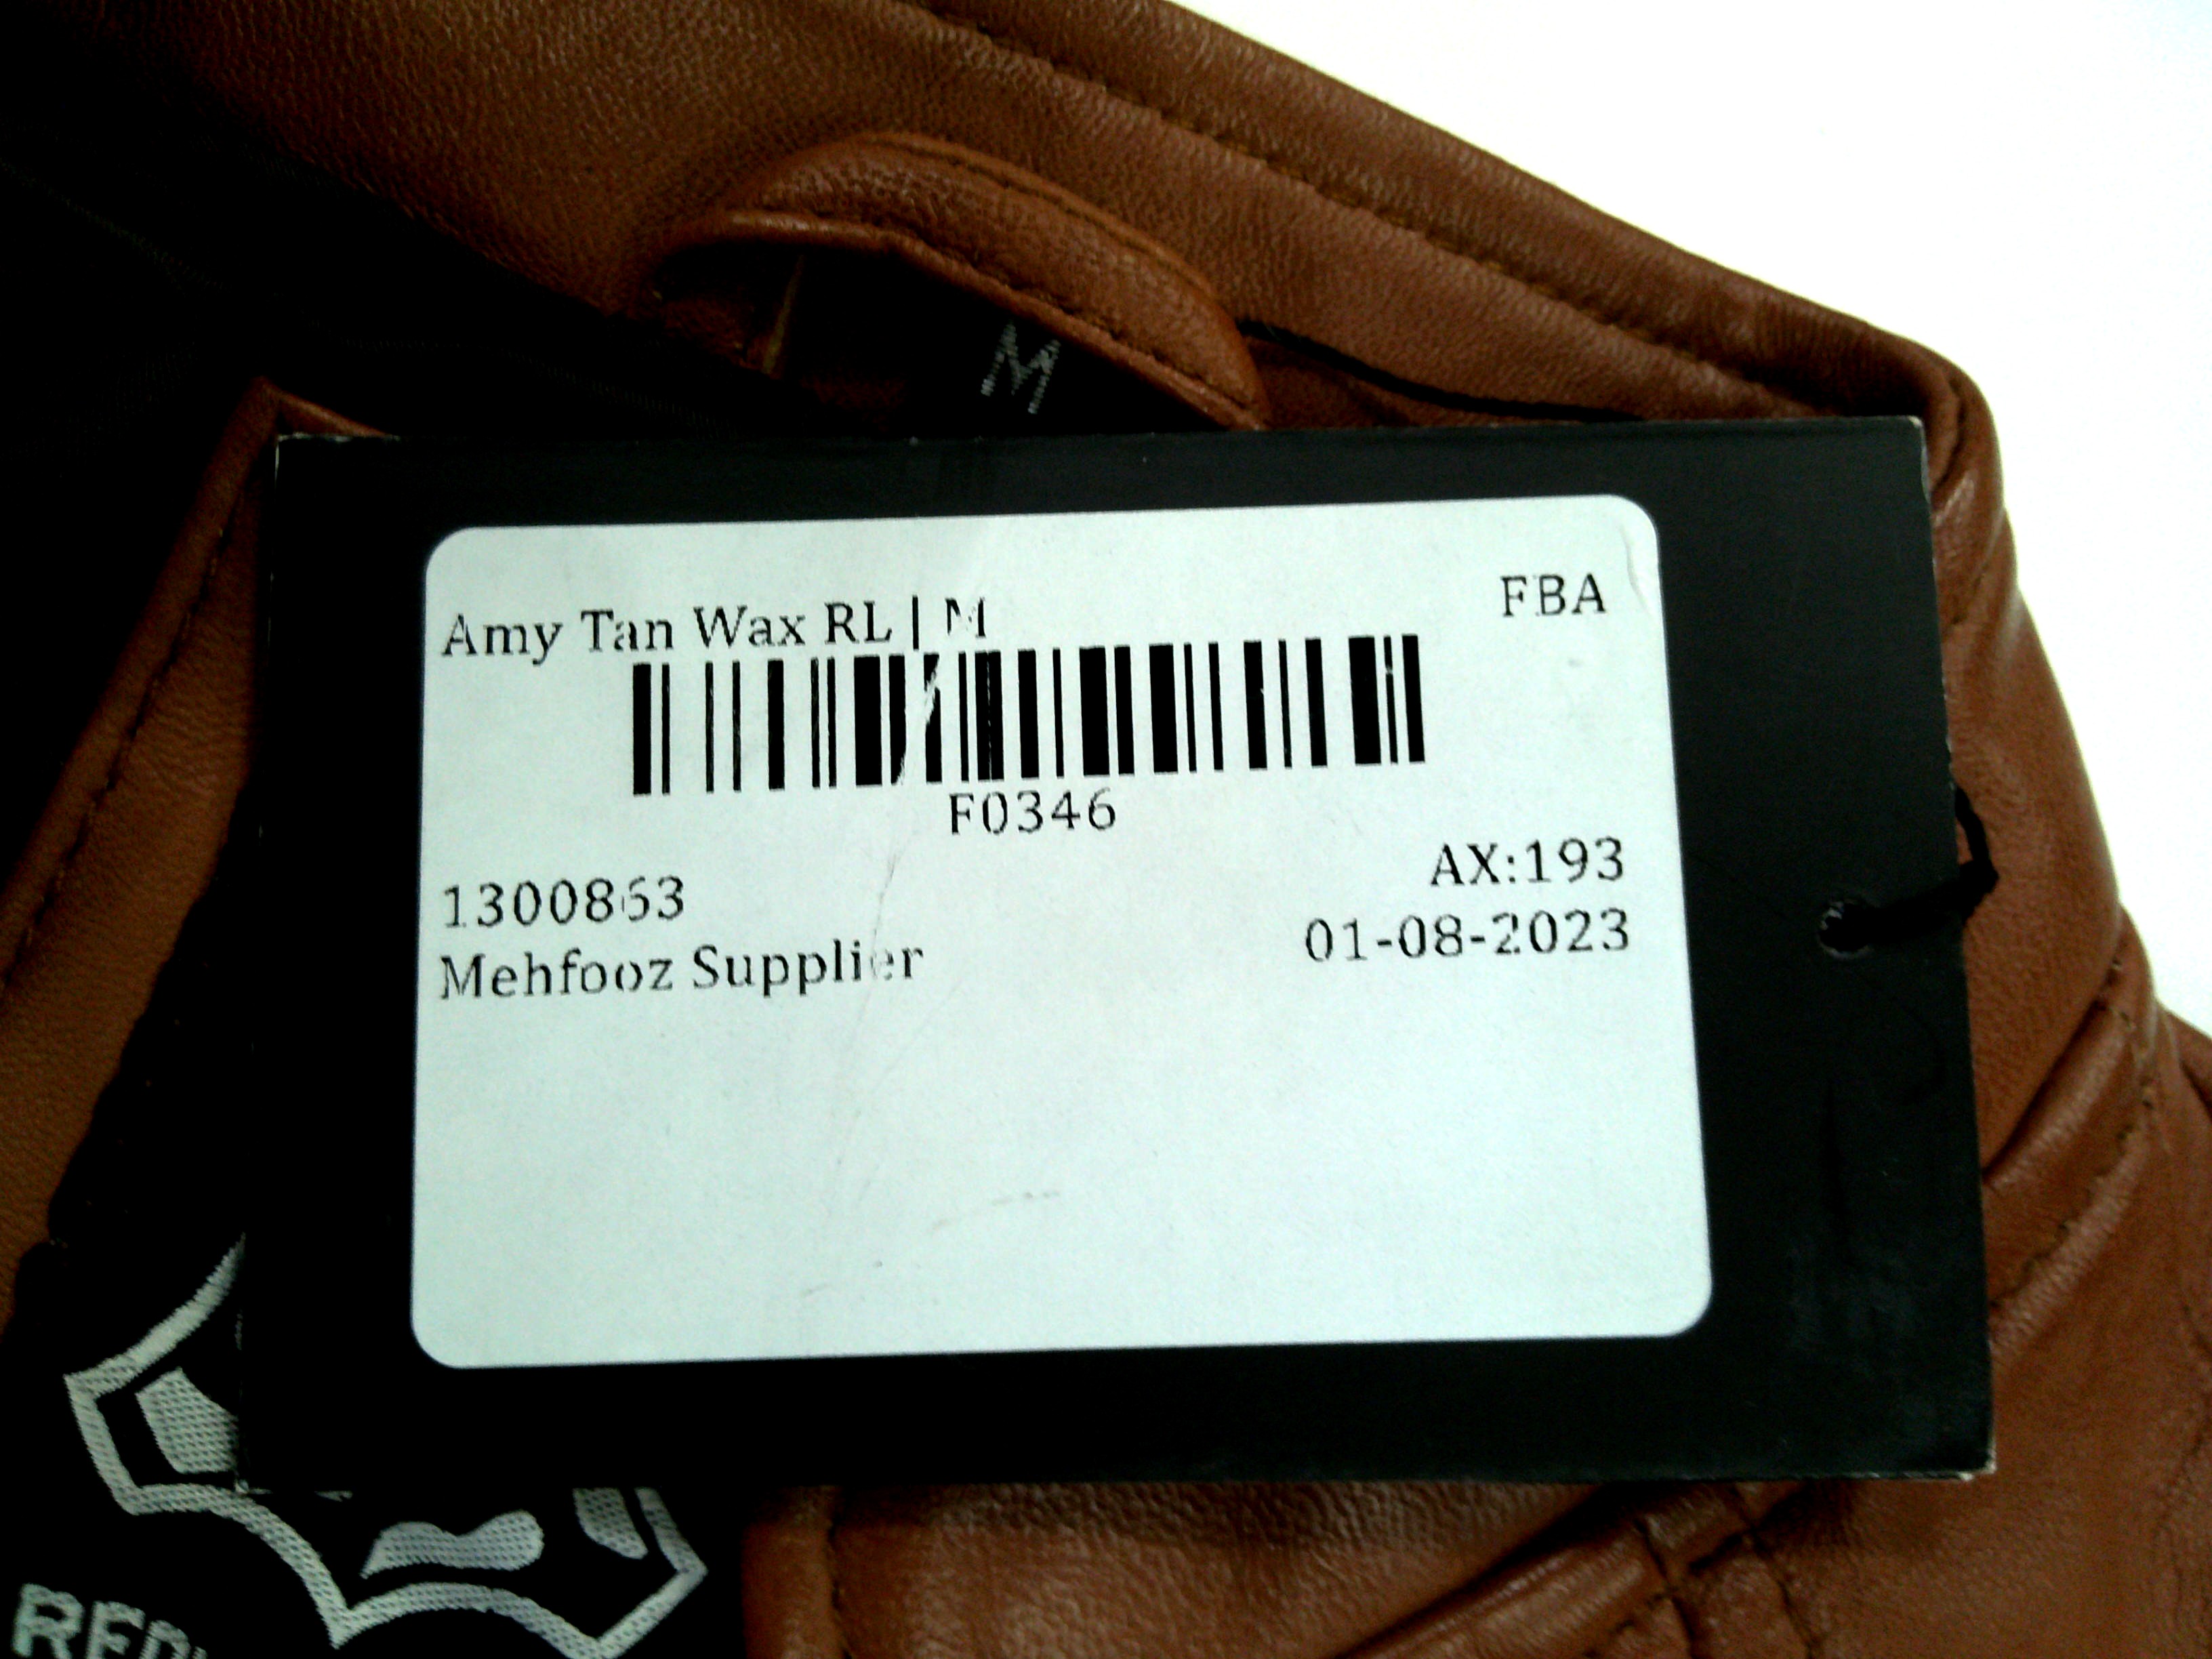 M
Amy Tan Wax RL | M
FBA
F0346
AX:193
1300863
01-08-2023
Mehfooz Supplier